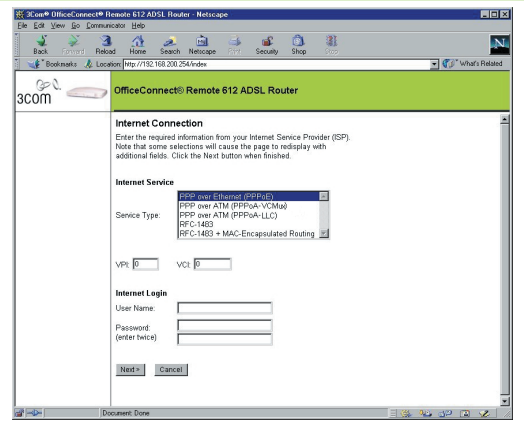 3Com® OfficeConnect® Remote 612 ADSL Router - Netscape
File Edit View Go Communicator Help
Back Forward Reload Home Search Netscape Print Security Shop Stop
N
Bookmarks Location: http://192.168.200.254/index What's Related
3com
OfficeConnect® Remote 612 ADSL Router
Internet Connection
Enter the required information from your Internet Service Provider (ISP).
Note that some selections will cause the page to redisplay with
additional fields. Click the Next button when finished.
Internet Service
Service Type:
PPP over Ethernet (PPPoE)
PPP over ATM (PPPoA-VCMux)
PPP over ATM (PPPoA-LLC)
RFC-1483
RFC-1483 + MAC-Encapsulated Routing
VPI: 0 VCI: 0
Internet Login
User Name:
Password:
(enter twice)
Next > Cancel
Document: Done